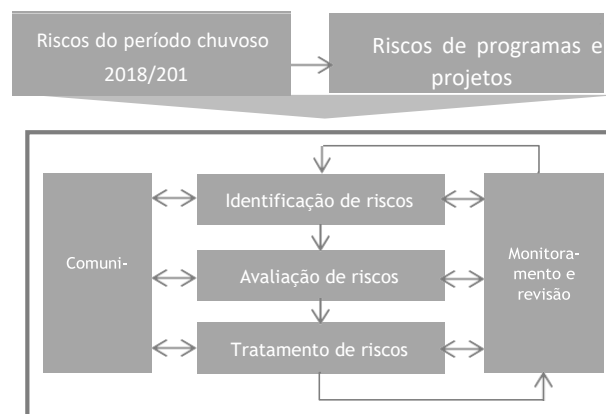 Riscos do período chuvoso
2018/201
Riscos de programas e
projetos
Identificação de riscos
Comuni-
Avaliação de riscos
Monitora-
mento e
revisão
Tratamento de riscos